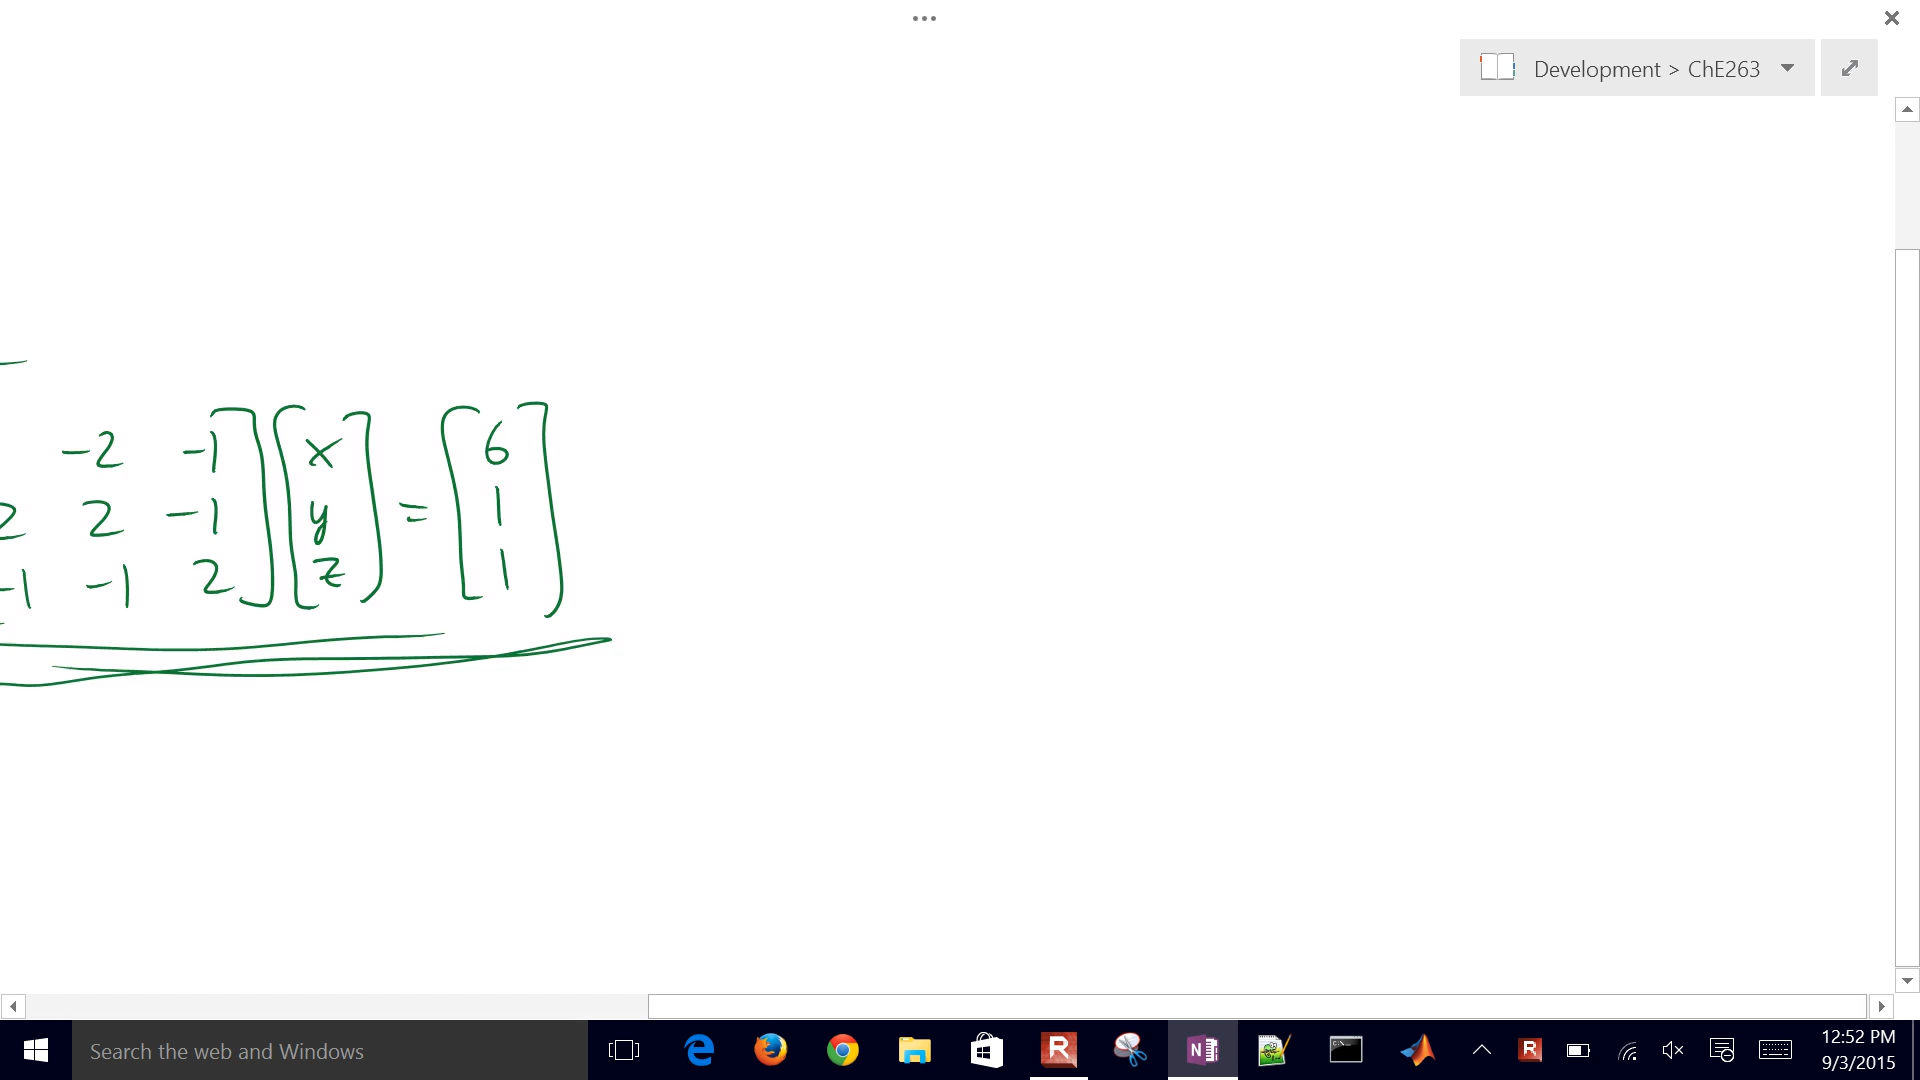 Development > ChE263
-2 -1 x 6
2 2 -1 y = 1
-1 -1 2 z 1
Search the web and Windows
12:52 PM
9/3/2015